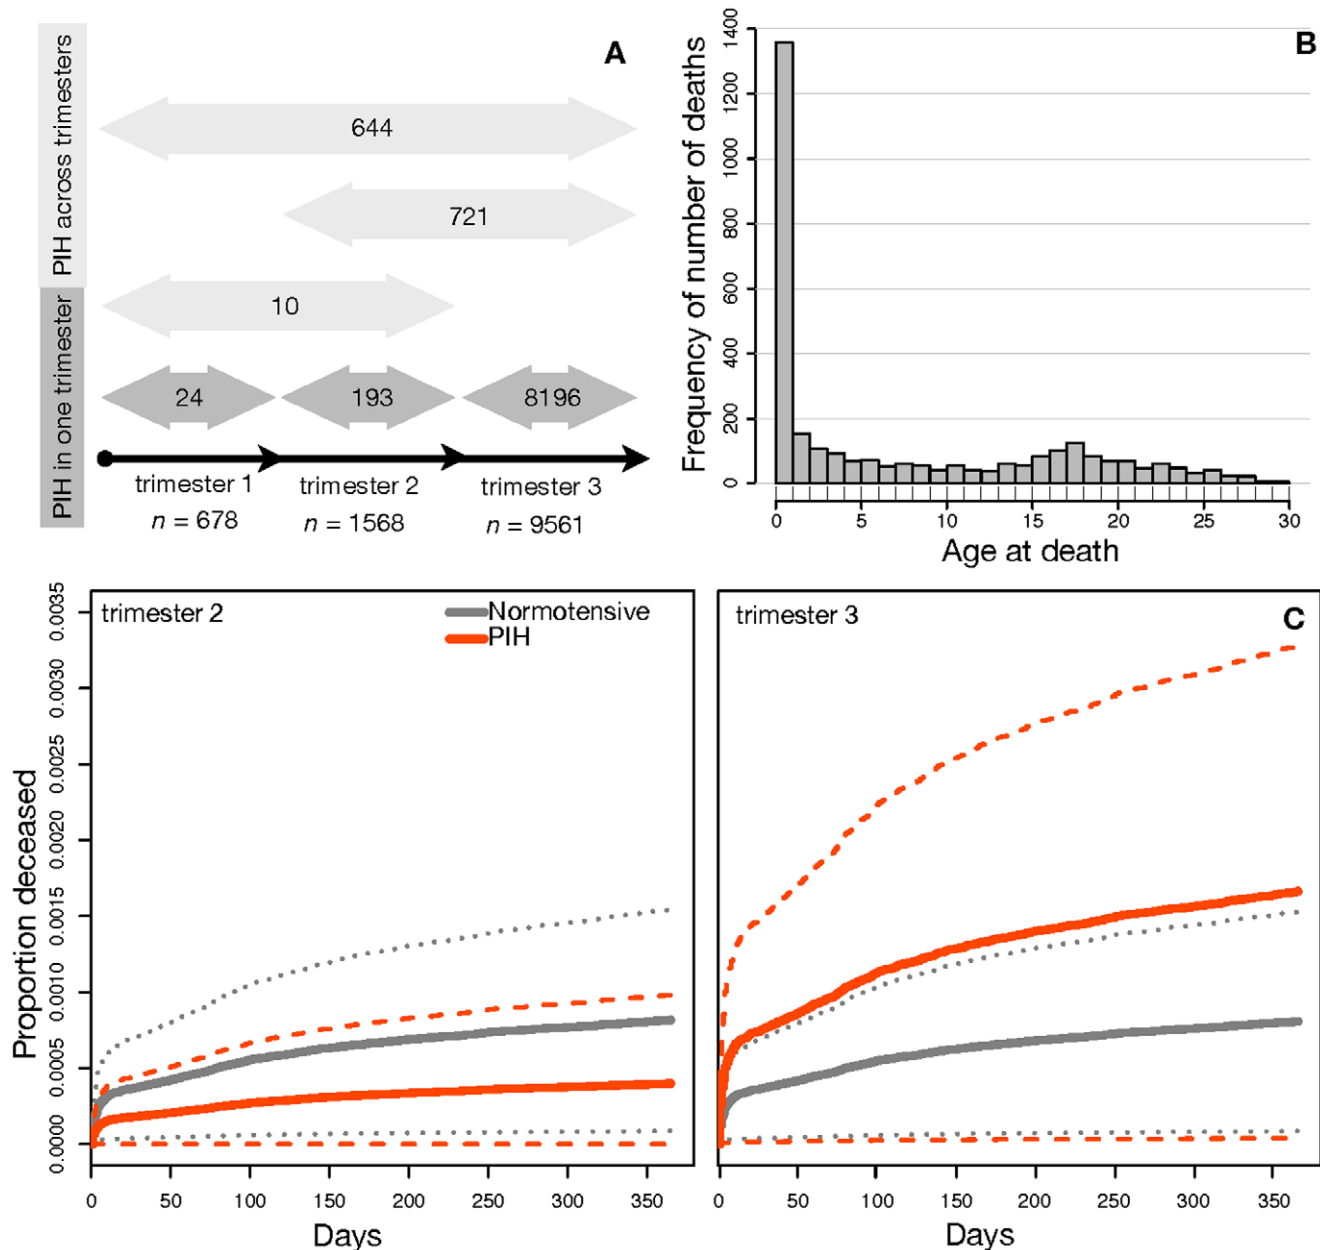 A
PIH across trimesters
PIH in one trimester
644
721
10
24
193
8196
trimester 1
trimester 2
trimester 3
n = 678
n = 1568
n = 9561
B
Frequency of number of deaths
1400
1200
1000
800
600
400
200
0
0
5
10
15
20
25
30
Age at death
trimester 2
Normotensive
PIH
Proportion deceased
0.0035
0.0030
0.0025
0.0020
0.0015
0.0010
0.0005
0.0000
0
50
100
150
200
250
300
350
Days
trimester 3
C
0
50
100
150
200
250
300
350
Days